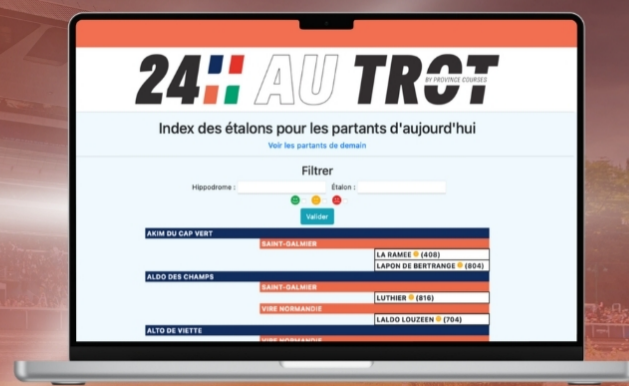 24H AU TROT
BY PROVINCE COURSES
Index des étalons pour les partants d'aujourd'hui
Voir les partants de demain
Filtrer
Hippodrome : Étalon :
Valider
AKIM DU CAP VERT
SAINT-GALMIER
LA RAMEE (408)
LAPON DE BERTRANGE (804)
ALDO DES CHAMPS
SAINT-GALMIER
LUTHIER (816)
VIRE NORMANDIE
LALDO LOUZEEN (704)
ALTO DE VIETTE
VIRE NORMANDIE